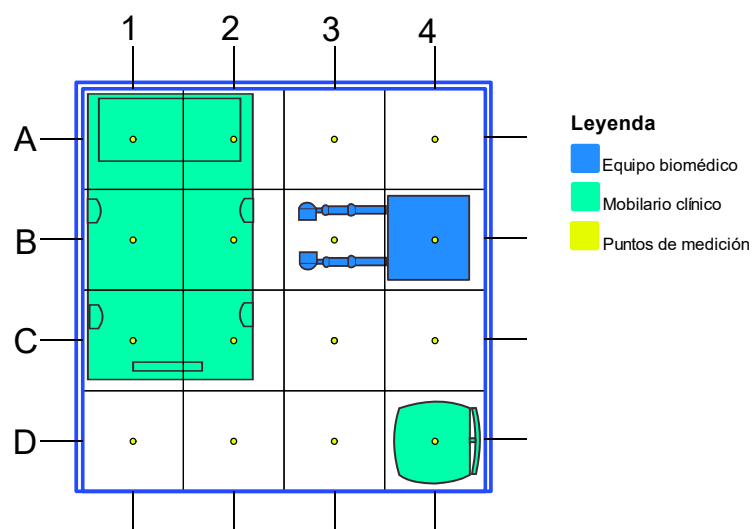 1 2 3 4
A
B
C
D
Leyenda
Equipo biomédico
Mobiliario clínico
Puntos de medición